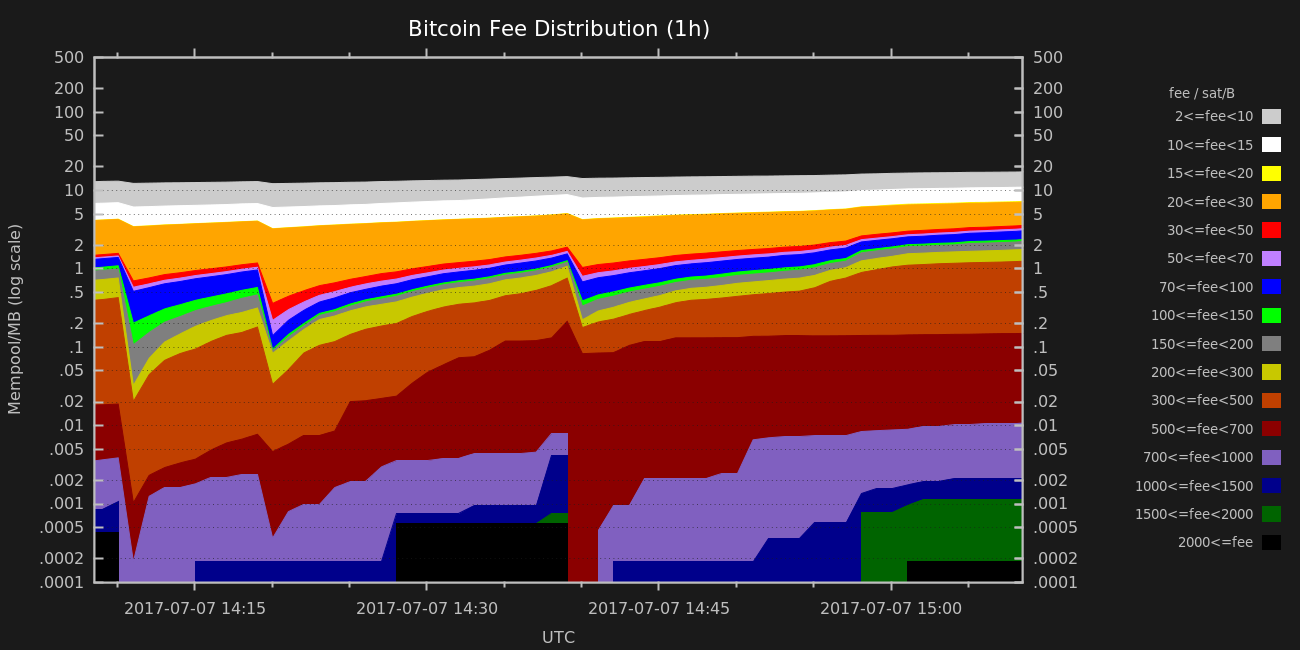 Bitcoin Fee Distribution (1h)
500 500
200 200
100 100
50 50
20 20
10 10
5 5
2 2
1 1
.5 .5
.2 .2
.1 .1
.05 .05
.02 .02
.01 .01
.005 .005
.002 .002
.001 .001
.0005 .0005
.0002 .0002
.0001 .0001
Mempool/MB (log scale)
2017-07-07 14:15 2017-07-07 14:30 2017-07-07 14:45 2017-07-07 15:00
UTC
fee / sat/B
2<=fee<10
10<=fee<15
15<=fee<20
20<=fee<30
30<=fee<50
50<=fee<70
70<=fee<100
100<=fee<150
150<=fee<200
200<=fee<300
300<=fee<500
500<=fee<700
700<=fee<1000
1000<=fee<1500
1500<=fee<2000
2000<=fee